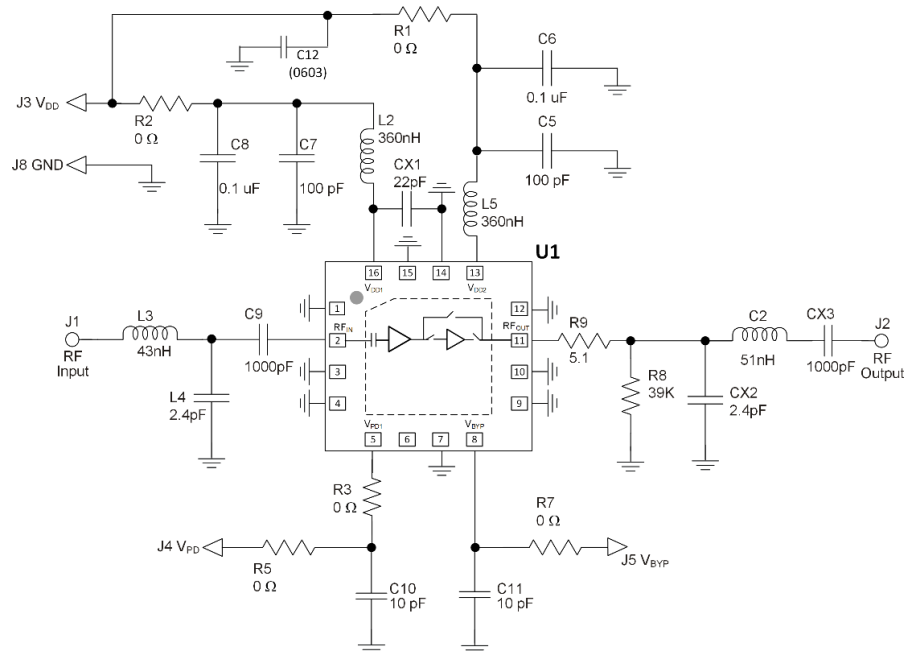 R1
0 Ω
C6
0.1 uF
C12
(0603)
J3 VDD
R2
0 Ω
C8
0.1 uF
C7
100 pF
L2
360nH
CX1
22pF
C5
100 pF
L5
360nH
J8 GND
U1
16
15
14
13
VDD1
VDD2
1
RFIN
2
3
4
12
RFOUT
11
10
9
VPD1
VBYP
5
6
7
8
J1
RF
Input
L3
43nH
C9
1000pF
L4
2.4pF
R9
5.1
R8
39K
CX2
2.4pF
C2
51nH
CX3
1000pF
J2
RF
Output
R3
0 Ω
R7
0 Ω
J4 VPD
R5
0 Ω
J5 VBYP
C10
10 pF
C11
10 pF